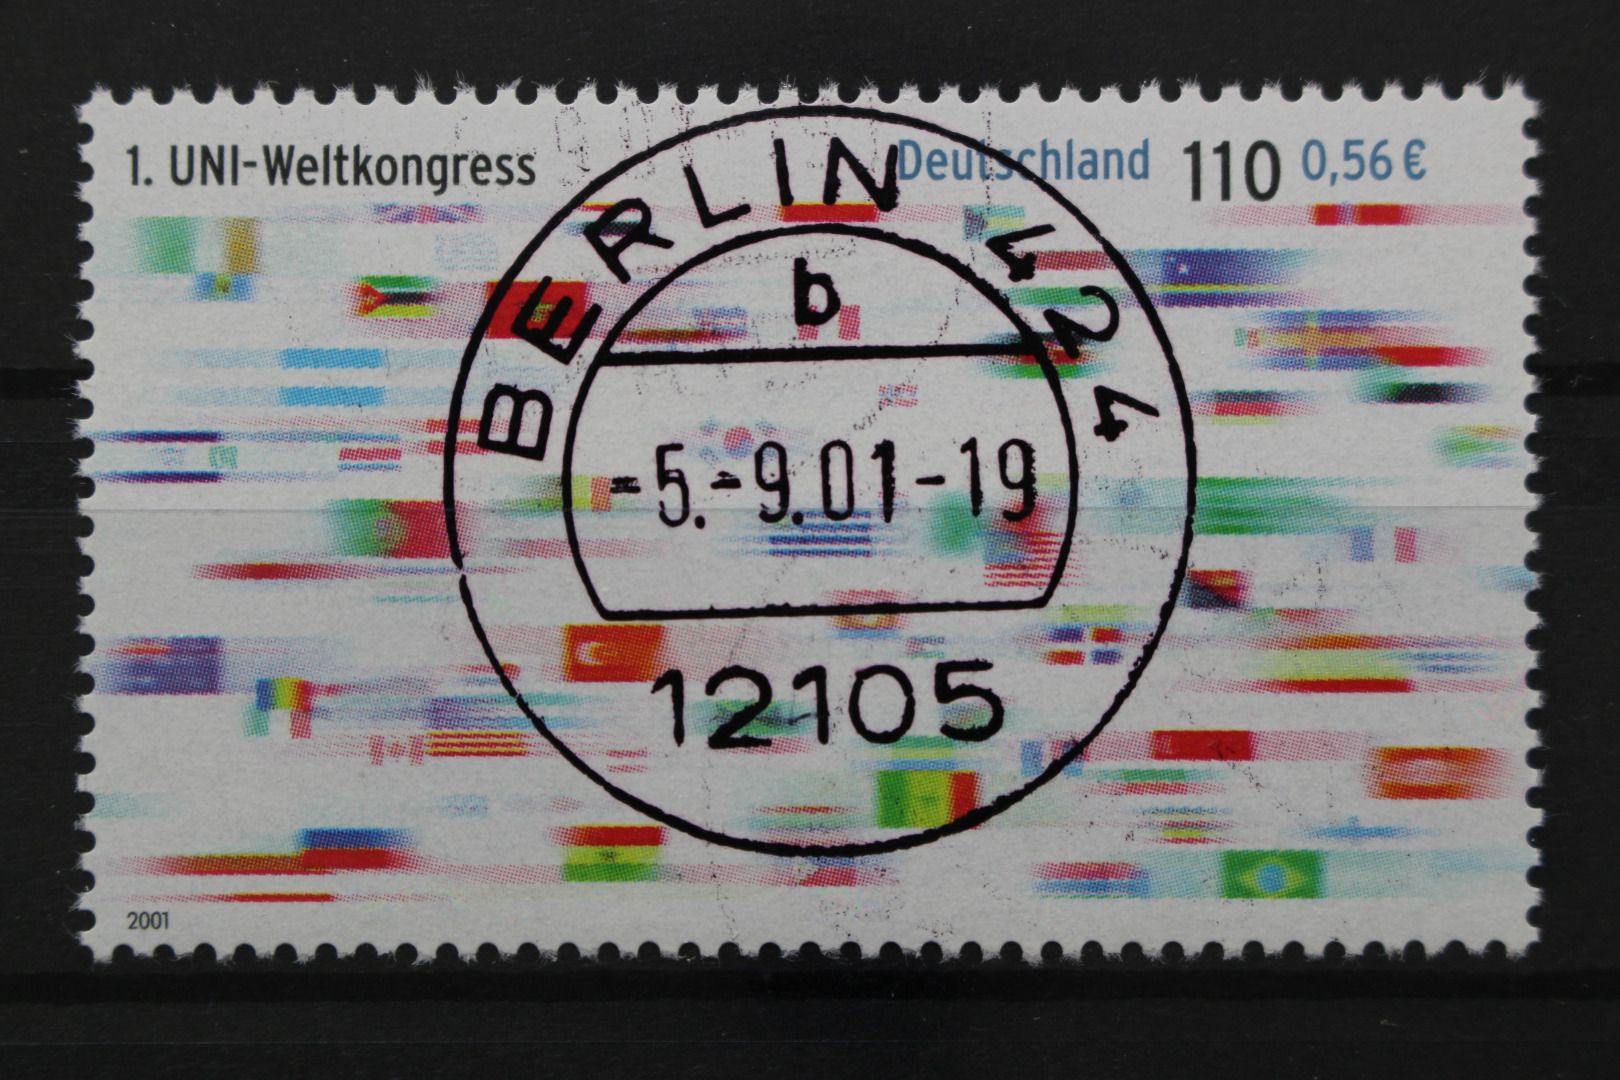 1. UNI-Weltkongress Deutschland 110 0,56 €
BERLIN 424
b
-5.-9.01-19
12105
2001